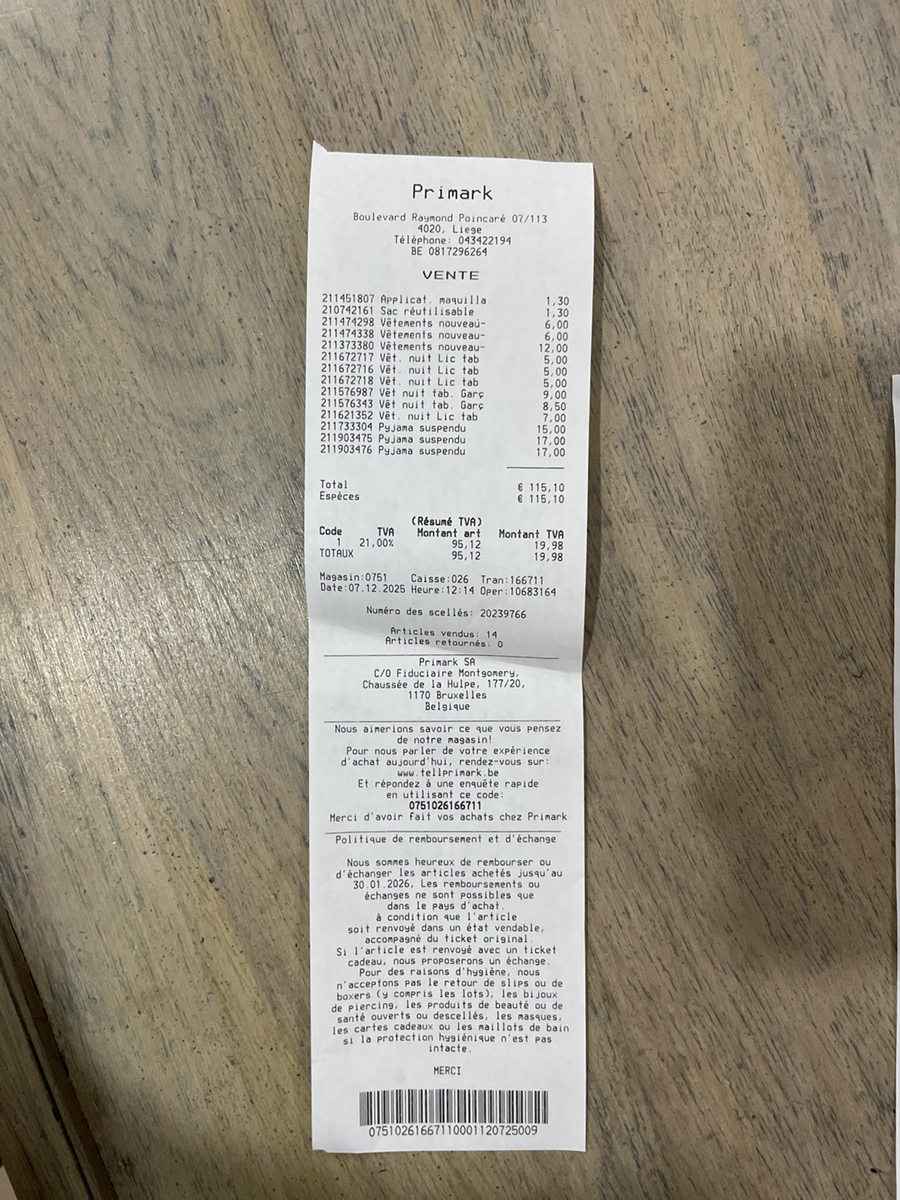 Primark
Boulevard Raymond Poincaré 07/113
4020, Liege
Téléphone: 043422194
BE 0817296264
VENTE
211451807 Applicat. maquilla 1,30
210742161 Sac réutilisable 1,30
211474298 Vêtements nouveau- 6,00
211474338 Vêtements nouveau- 6,00
211373380 Vêtements nouveau- 12,00
211672717 Vêt. nuit Lic tab 5,00
211672716 Vêt. nuit Lic tab 5,00
211672718 Vêt. nuit Lic tab 5,00
211576987 Vêt nuit tab. Garç 9,00
211576343 Vêt nuit tab. Garç 8,50
211621352 Vêt. nuit Lic tab 7,00
211733304 Pyjama suspendu 15,00
211903475 Pyjama suspendu 17,00
211903476 Pyjama suspendu 17,00
Total € 115,10
Espèces € 115,10
(Résumé TVA)
Code TVA Montant art Montant TVA
1 21,00% 95,12 19,98
TOTAUX 95,12 19,98
Magasin:0751 Caisse:026 Tran:166711
Date:07.12.2025 Heure:12:14 Oper:10683164
Numéro des scellés: 20239766
Articles vendus: 14
Articles retournés: 0
Primark SA
C/O Fiduciaire Montgomery,
Chaussée de la Hulpe, 177/20,
1170 Bruxelles
Belgique
Nous aimerions savoir ce que vous pensez
de notre magasin!
Pour nous parler de votre expérience
d'achat aujourd'hui, rendez-vous sur:
www.tellprimark.be
Et répondez à une enquête rapide
en utilisant ce code:
0751026166711
Merci d'avoir fait vos achats chez Primark
Politique de remboursement et d'échange
Nous sommes heureux de rembourser ou
d'échanger les articles achetés jusqu'au
30.01.2026, Les remboursements ou
échanges ne sont possibles que
dans le pays d'achat.
à condition que l'article
soit renvoyé dans un état vendable,
accompagné du ticket original.
Si l'article est renvoyé avec un ticket
cadeau, nous proposerons un échange.
Pour des raisons d'hygiène, nous
n'acceptons pas le retour de slips ou de
boxers (y compris les lots), les bijoux
de piercing, les produits de beauté ou de
santé ouverts ou descellés, les masques,
les cartes cadeaux ou les maillots de bain
si la protection hygiénique n'est pas
intacte.
MERCI
07510261667110001120725009